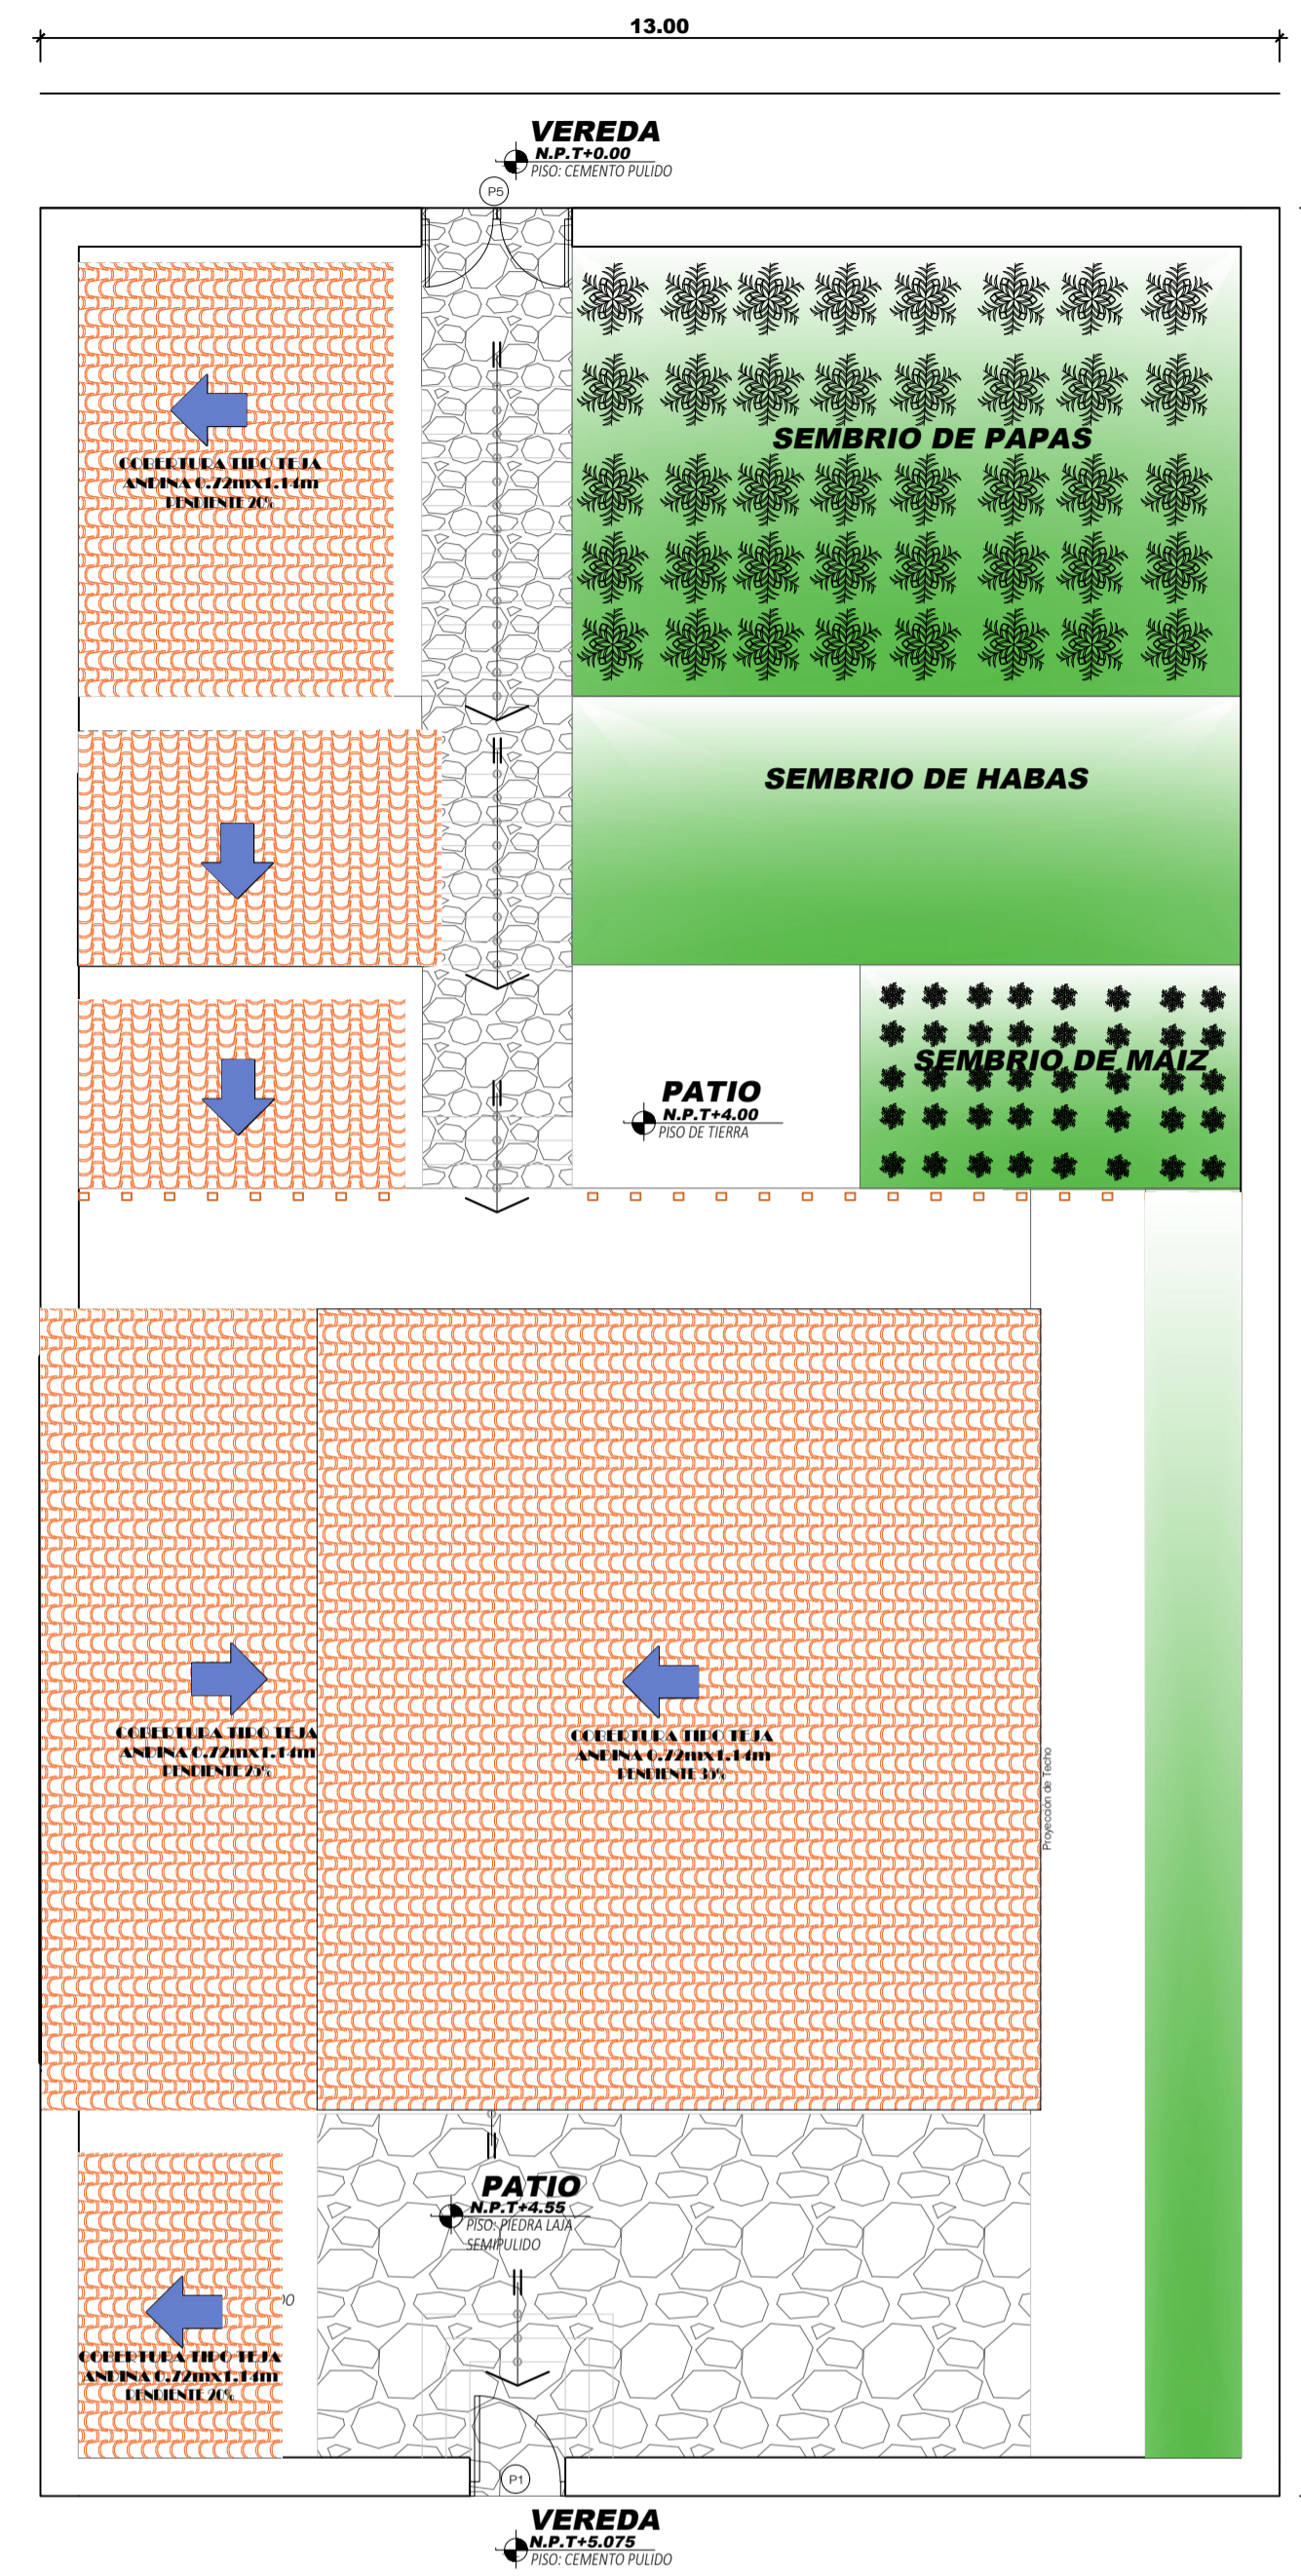 13.00
VEREDA
N.P.T+0.00
PISO: CEMENTO PULIDO
P5
COBERTURA TIPO TEJA
ANDINA 0.72mx1.14m
PENDIENTE 20%
SEMBRIO DE PAPAS
SEMBRIO DE HABAS
SEMBRIO DE MAIZ
PATIO
N.P.T+4.00
PISO DE TIERRA
COBERTURA TIPO TEJA
ANDINA 0.72mx1.14m
PENDIENTE 25%
COBERTURA TIPO TEJA
ANDINA 0.72mx1.14m
PENDIENTE 35%
Proyección de Techo
PATIO
N.P.T+4.55
PISO: PIEDRA LAJA
SEMIPULIDO
COBERTURA TIPO TEJA
ANDINA 0.72mx1.14m
PENDIENTE 20%
P1
VEREDA
N.P.T+5.075
PISO: CEMENTO PULIDO